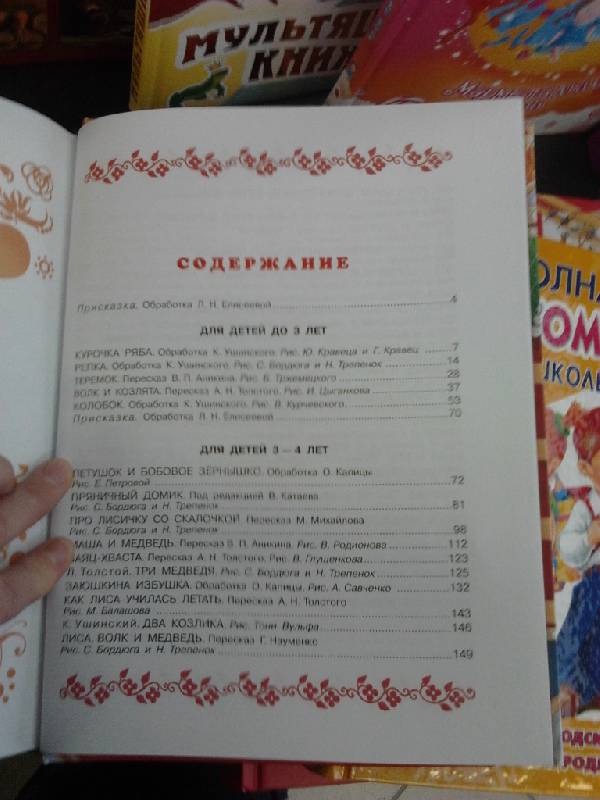 МУЛЬТЯШ
КНИЖ
СОДЕРЖАНИЕ
Присказка. Обработка Л. Н. Елисеевой 4
ДЛЯ ДЕТЕЙ ДО 3 ЛЕТ
КУРОЧКА РЯБА. Обработка К. Ушинского. Рис. Ю. Кравеца и Г. Кравец 7
РЕПКА. Обработка К. Ушинского. Рис. С. Бордюга и Н. Трепенок 14
ТЕРЕМОК. Пересказ В. П. Аникина. Рис. Б. Тржемецкого 28
ВОЛК И КОЗЛЯТА. Пересказ А. Н. Толстого. Рис. И. Цыганкова 37
КОЛОБОК. Обработка К. Ушинского. Рис. В. Курчевского 53
Присказка. Обработка Л. Н. Елисеевой 70
ДЛЯ ДЕТЕЙ 3 — 4 ЛЕТ
ПЕТУШОК И БОБОВОЕ ЗЁРНЫШКО. Обработка О. Капицы
Рис. Е. Петровой 72
ПРЯНИЧНЫЙ ДОМИК. Под редакцией В. Катаева
Рис. С. Бордюга и Н. Трепенок 81
ПРО ЛИСИЧКУ СО СКАЛОЧКОЙ. Пересказ М. Михайлова
Рис. С. Бордюга и Н. Трепенок 98
МАША И МЕДВЕДЬ. Пересказ В. П. Аникина. Рис. В. Родионова 112
ЗАЯЦ-ХВАСТА. Пересказ А. Н. Толстого. Рис. В. Глущенкова 123
Л. Толстой. ТРИ МЕДВЕДЯ. Рис. С. Бордюга и Н. Трепенок 125
ЗАЮШКИНА ИЗБУШКА. Обработка О. Капицы. Рис. А. Савченко 132
КАК ЛИСА УЧИЛАСЬ ЛЕТАТЬ. Пересказ А. Н. Толстого
Рис. М. Балашова 143
К. Ушинский. ДВА КОЗЛИКА. Рис. Тони Вульфа 146
ЛИСА, ВОЛК И МЕДВЕДЬ. Пересказ Г. Науменко
Рис. С. Бордюга и Н. Трепенок 149
ОЛНА
ОМ
ШКОЛЬ
ОДСК
РОДА